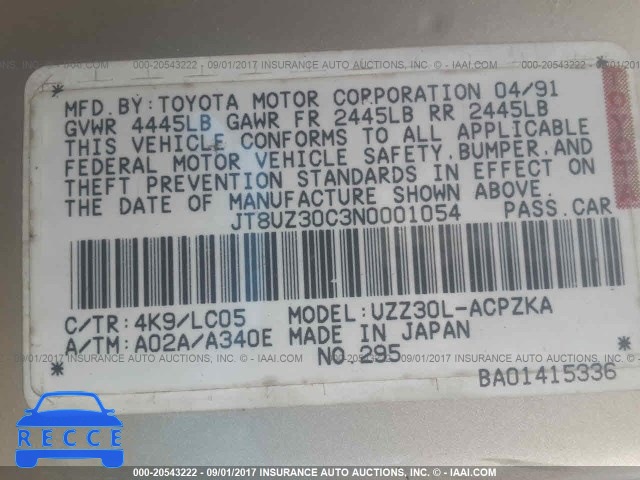 000-20543222 - 09/01/2017 INSURANCE AUTO AUCTIONS, INC. - © - IAAI.COM
MFD. BY: TOYOTA MOTOR CORPORATION 04/91
GVWR 4445LB GAWR FR 2445LB RR 2445LB
THIS VEHICLE CONFORMS TO ALL APPLICABLE
FEDERAL MOTOR VEHICLE SAFETY, BUMPER, AND
THEFT PREVENTION STANDARDS IN EFFECT ON
THE DATE OF MANUFACTURE SHOWN ABOVE.
JT8UZ30C3N0001054 PASS. CAR
C/TR: 4K9/LC05 MODEL: UZZ30L-ACPZKA
A/TM: A02A/A340E MADE IN JAPAN
NO. 295
BA01415336
TOYOTA
RECCE
000-20543222 - 09/01/2017 INSURANCE AUTO AUCTIONS, INC. - © - IAAI.COM